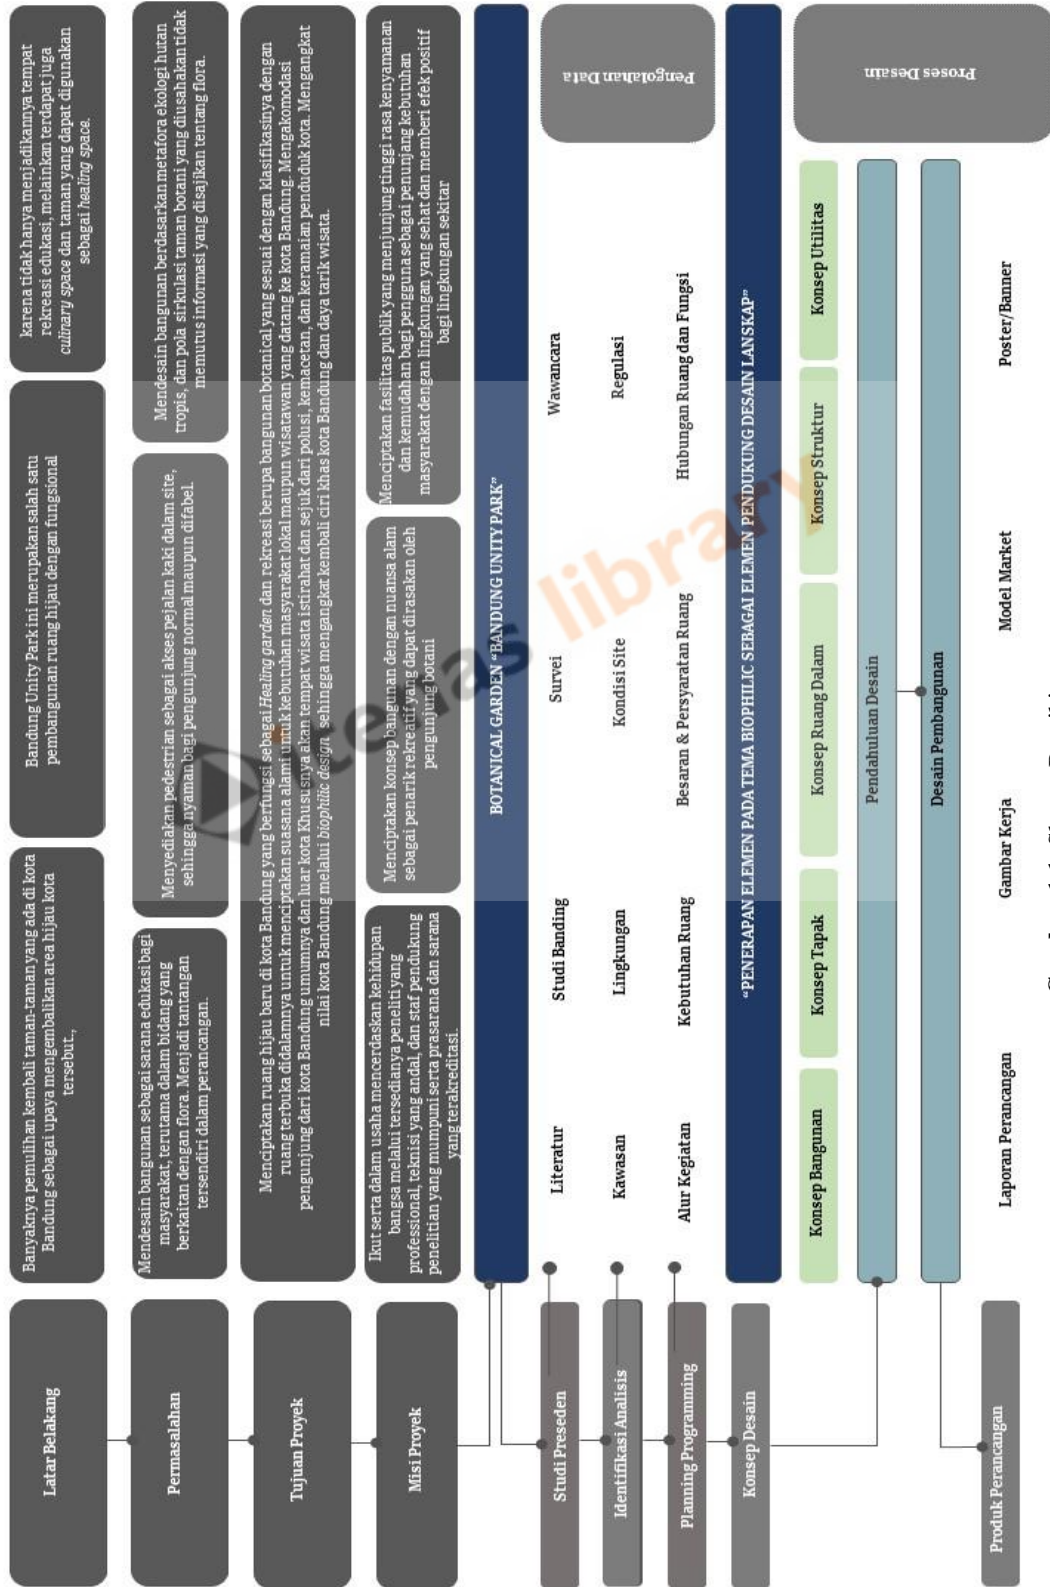 Latar Belakang
Banyaknya pemulihan kembali taman-taman yang ada di kota
Bandung sebagai upaya mengembalikan area hijau kota
tersebut.,
Bandung Unity Park ini merupakan salah satu
pembangunan ruang hijau dengan fungsional
karena tidak hanya menjadikannya tempat
rekreasi edukasi, melainkan terdapat juga
culinary space dan taman yang dapat digunakan
sebagai healing space.
Permasalahan
Mendesain bangunan sebagai sarana edukasi bagi
masyarakat, terutama dalam bidang yang
berkaitan dengan flora. Menjadi tantangan
tersendiri dalam perancangan.
Menyediakan pedestrian sebagai akses pejalan kaki dalam site,
sehingga nyaman bagi pengunjung normal maupun difabel.
Mendesain bangunan berdasarkan metafora ekologi hutan
tropis, dan pola sirkulasi taman botani yang diusahakan tidak
memutus informasi yang disajikan tentang flora.
Tujuan Proyek
Menciptakan ruang hijau baru di kota Bandung yang berfungsi sebagai Healing garden dan rekreasi berupa bangunan botanical yang sesuai dengan klasifikasinya dengan
ruang terbuka didalamnya untuk menciptakan suasana alami untuk kebutuhan masyarakat lokal maupun wisatawan yang datang ke kota Bandung. Mengakomodasi
pengunjung dari kota Bandung umumnya dan luar kota Khususnya akan tempat wisata istirahat dan sejuk dari polusi, kemacetan, dan keramaian penduduk kota. Mengangkat
nilai kota Bandung melalui biophilic design sehingga mengangkat kembali ciri khas kota Bandung dan daya tarik wisata.
Misi Proyek
Ikut serta dalam usaha mencerdaskan kehidupan
bangsa melalui tersedianya peneliti yang
professional, teknisi yang andal, dan staf pendukung
penelitian yang mumpuni serta prasarana dan sarana
yang terakreditasi.
Menciptakan konsep bangunan dengan nuansa alam
sebagai penarik rekreatif yang dapat dirasakan oleh
pengunjung botani
Menciptakan fasilitas publik yang menjunjung tinggi rasa kenyamanan
dan kemudahan bagi pengguna sebagai penunjang kebutuhan
masyarakat dengan lingkungan yang sehat dan memberi efek positif
bagi lingkungan sekitar
BOTANICAL GARDEN "BANDUNG UNITY PARK"
Studi Preseden
Literatur
Studi Banding
Survei
Wawancara
Identifikasi Analisis
Kawasan
Lingkungan
Kondisi Site
Regulasi
Planning Programming
Alur Kegiatan
Kebutuhan Ruang
Besaran & Persyaratan Ruang
Hubungan Ruang dan Fungsi
Pengolahan Data
Konsep Desain
"PENERAPAN ELEMEN PADA TEMA BIOPHILIC SEBAGAI ELEMEN PENDUKUNG DESAIN LANSKAP"
Konsep Bangunan
Konsep Tapak
Konsep Ruang Dalam
Konsep Struktur
Konsep Utilitas
Pendahuluan Desain
Desain Pembangunan
Proses Desain
Produk Perancangan
Laporan Perancangan
Gambar Kerja
Model Market
Poster/Banner
itenas library